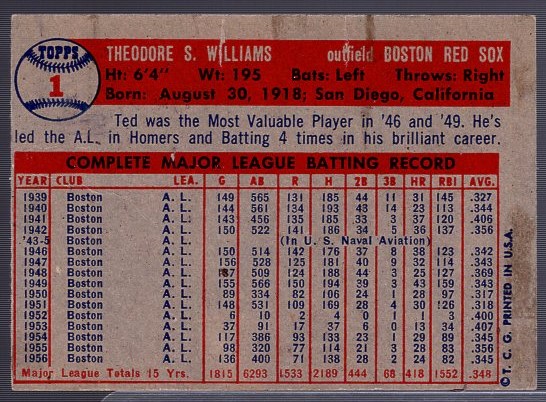 TOPPS
1
THEODORE S. WILLIAMS outfield BOSTON RED SOX
Ht: 6'4" Wt: 195 Bats: Left Throws: Right
Born: August 30, 1918; San Diego, California
Ted was the Most Valuable Player in '46 and '49. He's
led the A.L. in Homers and Batting 4 times in his brilliant career.
COMPLETE MAJOR LEAGUE BATTING RECORD
YEAR CLUB LEA. G AB R H 2B 3B HR RBI AVG.
1939 Boston A. L. 149 565 131 185 44 11 31 145 .327
1940 Boston A. L. 144 561 134 193 43 14 23 113 .344
1941 Boston A. L. 143 456 135 185 33 3 37 120 .406
1942 Boston A. L. 150 522 141 186 34 5 36 137 .356
'43-5 Boston A. L. (In U. S. Naval Aviation)
1946 Boston A. L. 150 514 142 176 37 8 38 123 .342
1947 Boston A. L. 156 528 125 181 40 9 32 114 .343
1948 Boston A. L. 137 509 124 188 44 3 25 127 .369
1949 Boston A. L. 155 566 150 194 39 3 43 159 .343
1950 Boston A. L. 89 334 82 106 24 1 28 97 .317
1951 Boston A. L. 148 531 109 169 28 4 30 126 .318
1952 Boston A. L. 6 10 2 4 0 1 1 3 .400
1953 Boston A. L. 37 91 17 37 6 0 13 34 .407
1954 Boston A. L. 117 386 93 133 23 1 29 89 .345
1955 Boston A. L. 98 320 77 114 21 3 28 83 .356
1956 Boston A. L. 136 400 71 138 28 2 24 82 .345
Major League Totals 15 Yrs. 1815 6293 1533 2189 444 68 418 1552 .348
© T. C. G. PRINTED IN U.S.A.